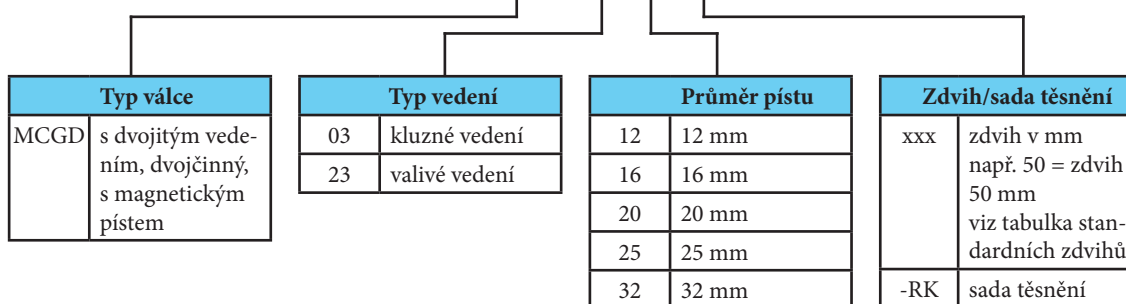 Typ válce
MCGD s dvojitým vede-
ním, dvojčinný,
s magnetickým
pístem
Typ vedení
03 kluzné vedení
23 valivé vedení
Průměr pístu
12 12 mm
16 16 mm
20 20 mm
25 25 mm
32 32 mm
Zdvih/sada těsnění
xxx zdvih v mm
např. 50 = zdvih
50 mm
viz tabulka stan-
dardních zdvihů
-RK sada těsnění